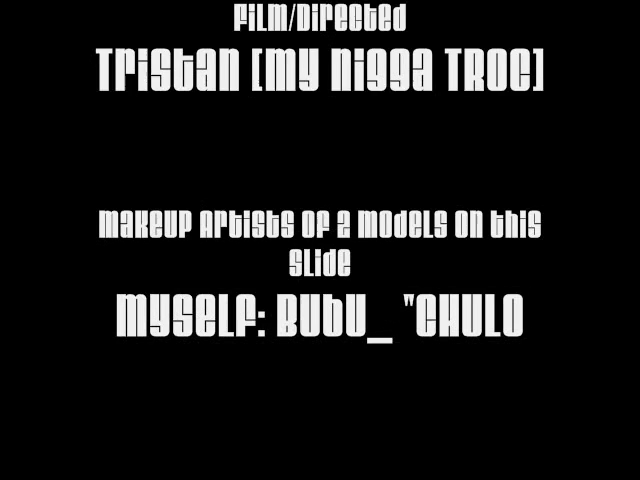 Film/Directed
Tristan [My Nigga TROC]
Makeup Artists of 2 Models on this
Slide
Myself: Bubu_ "CHULO